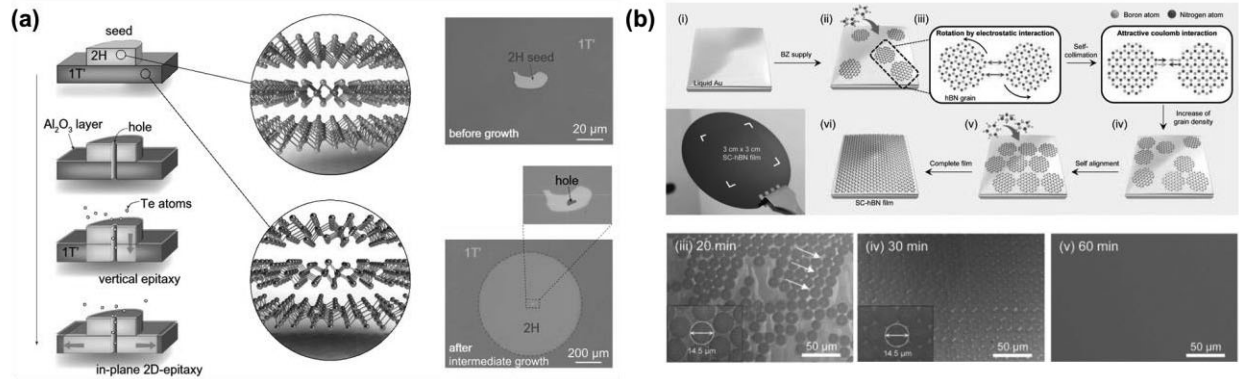 (a)
seed
2H
1T'
Al₂O₃ layer
hole
Te atoms
1T'
vertical epitaxy
in-plane 2D-epitaxy
1T'
2H seed
before growth
20 µm
hole
1T'
2H
after
intermediate growth
200 µm
(b)
Boron atom
Nitrogen atom
(i)
Liquid Au
BZ supply
(ii)
(iii)
Rotation by electrostatic interaction
hBN grain
Self-
collimation
Attractive coulomb interaction
Increase of
grain density
(iv)
Self alignment
(v)
Complete film
(vi)
SC-hBN film
3 cm x 3 cm
SC-hBN film
(iii) 20 min
14.5 µm
50 µm
(iv) 30 min
14.5 µm
50 µm
(v) 60 min
50 µm